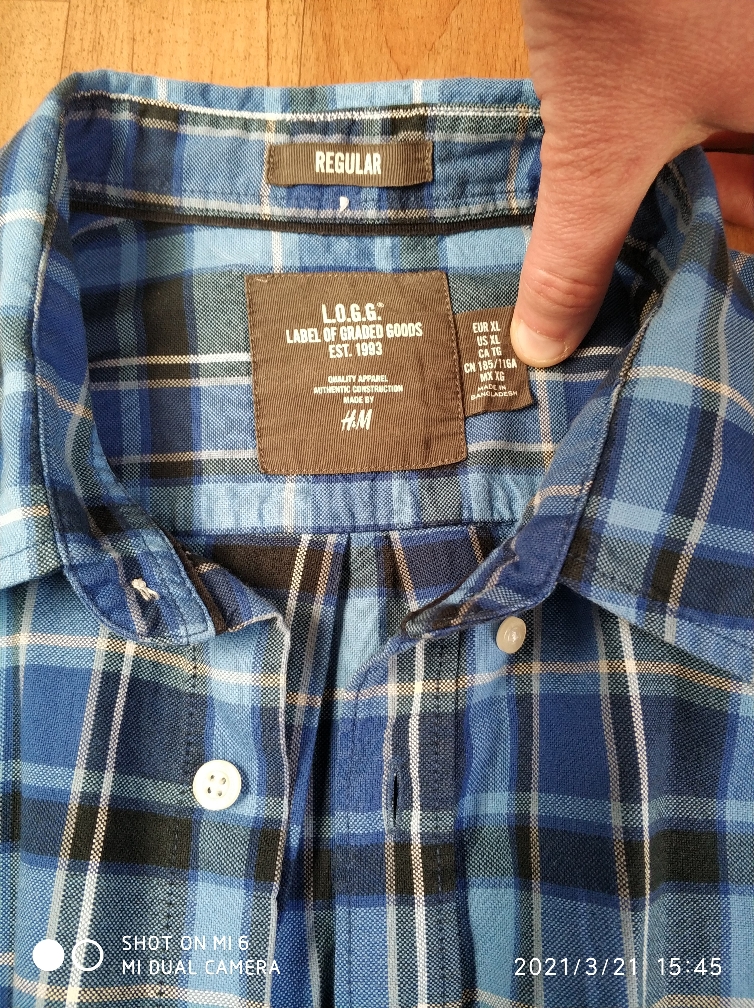 REGULAR
L.O.G.G.®
LABEL OF GRADED GOODS
EST. 1993
QUALITY APPAREL
AUTHENTIC CONSTRUCTION
MADE BY
H&M
EUR XL
US XL
CA TG
CN 185/116A
MX XG
MADE IN
BANGLADESH
SHOT ON MI 6
MI DUAL CAMERA
2021/3/21 15:45